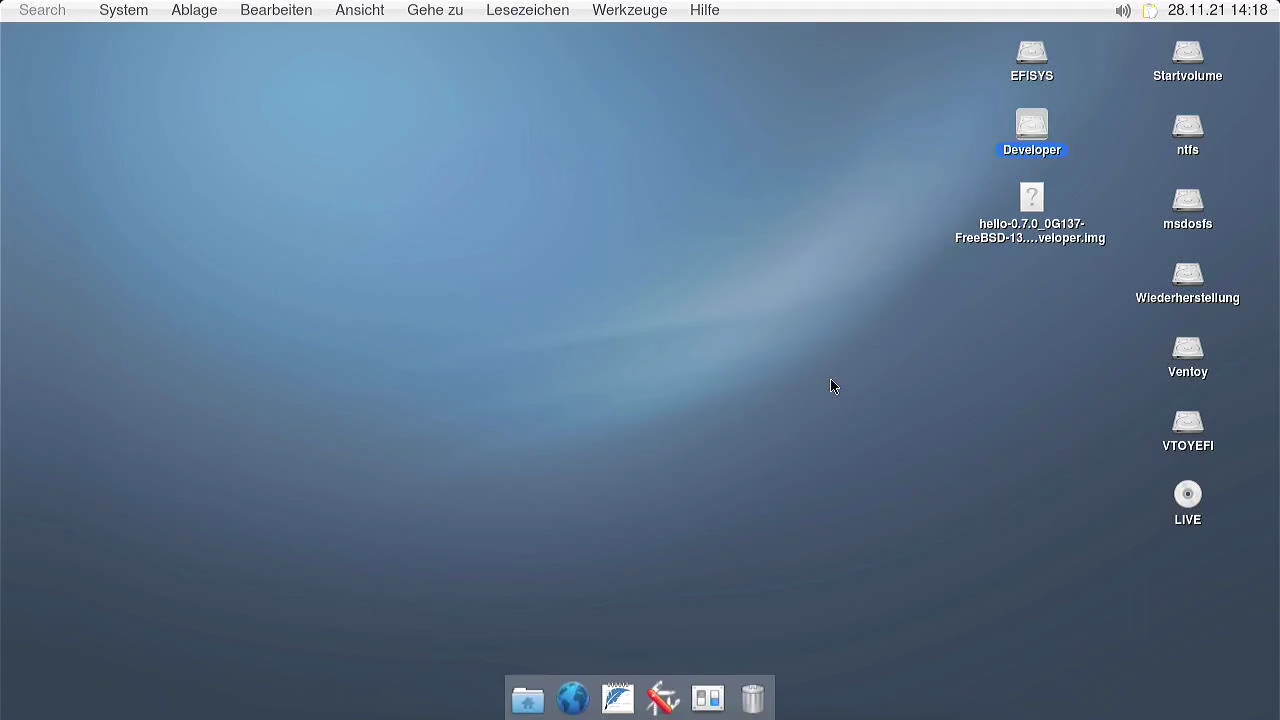 Search System Ablage Bearbeiten Ansicht Gehe zu Lesezeichen Werkzeuge Hilfe 28.11.21 14:18
EFISYS
Startvolume
Developer
ntfs
hello-0.7.0_0G137-
FreeBSD-13....veloper.img
msdosfs
Wiederherstellung
Ventoy
VTOYEFI
LIVE